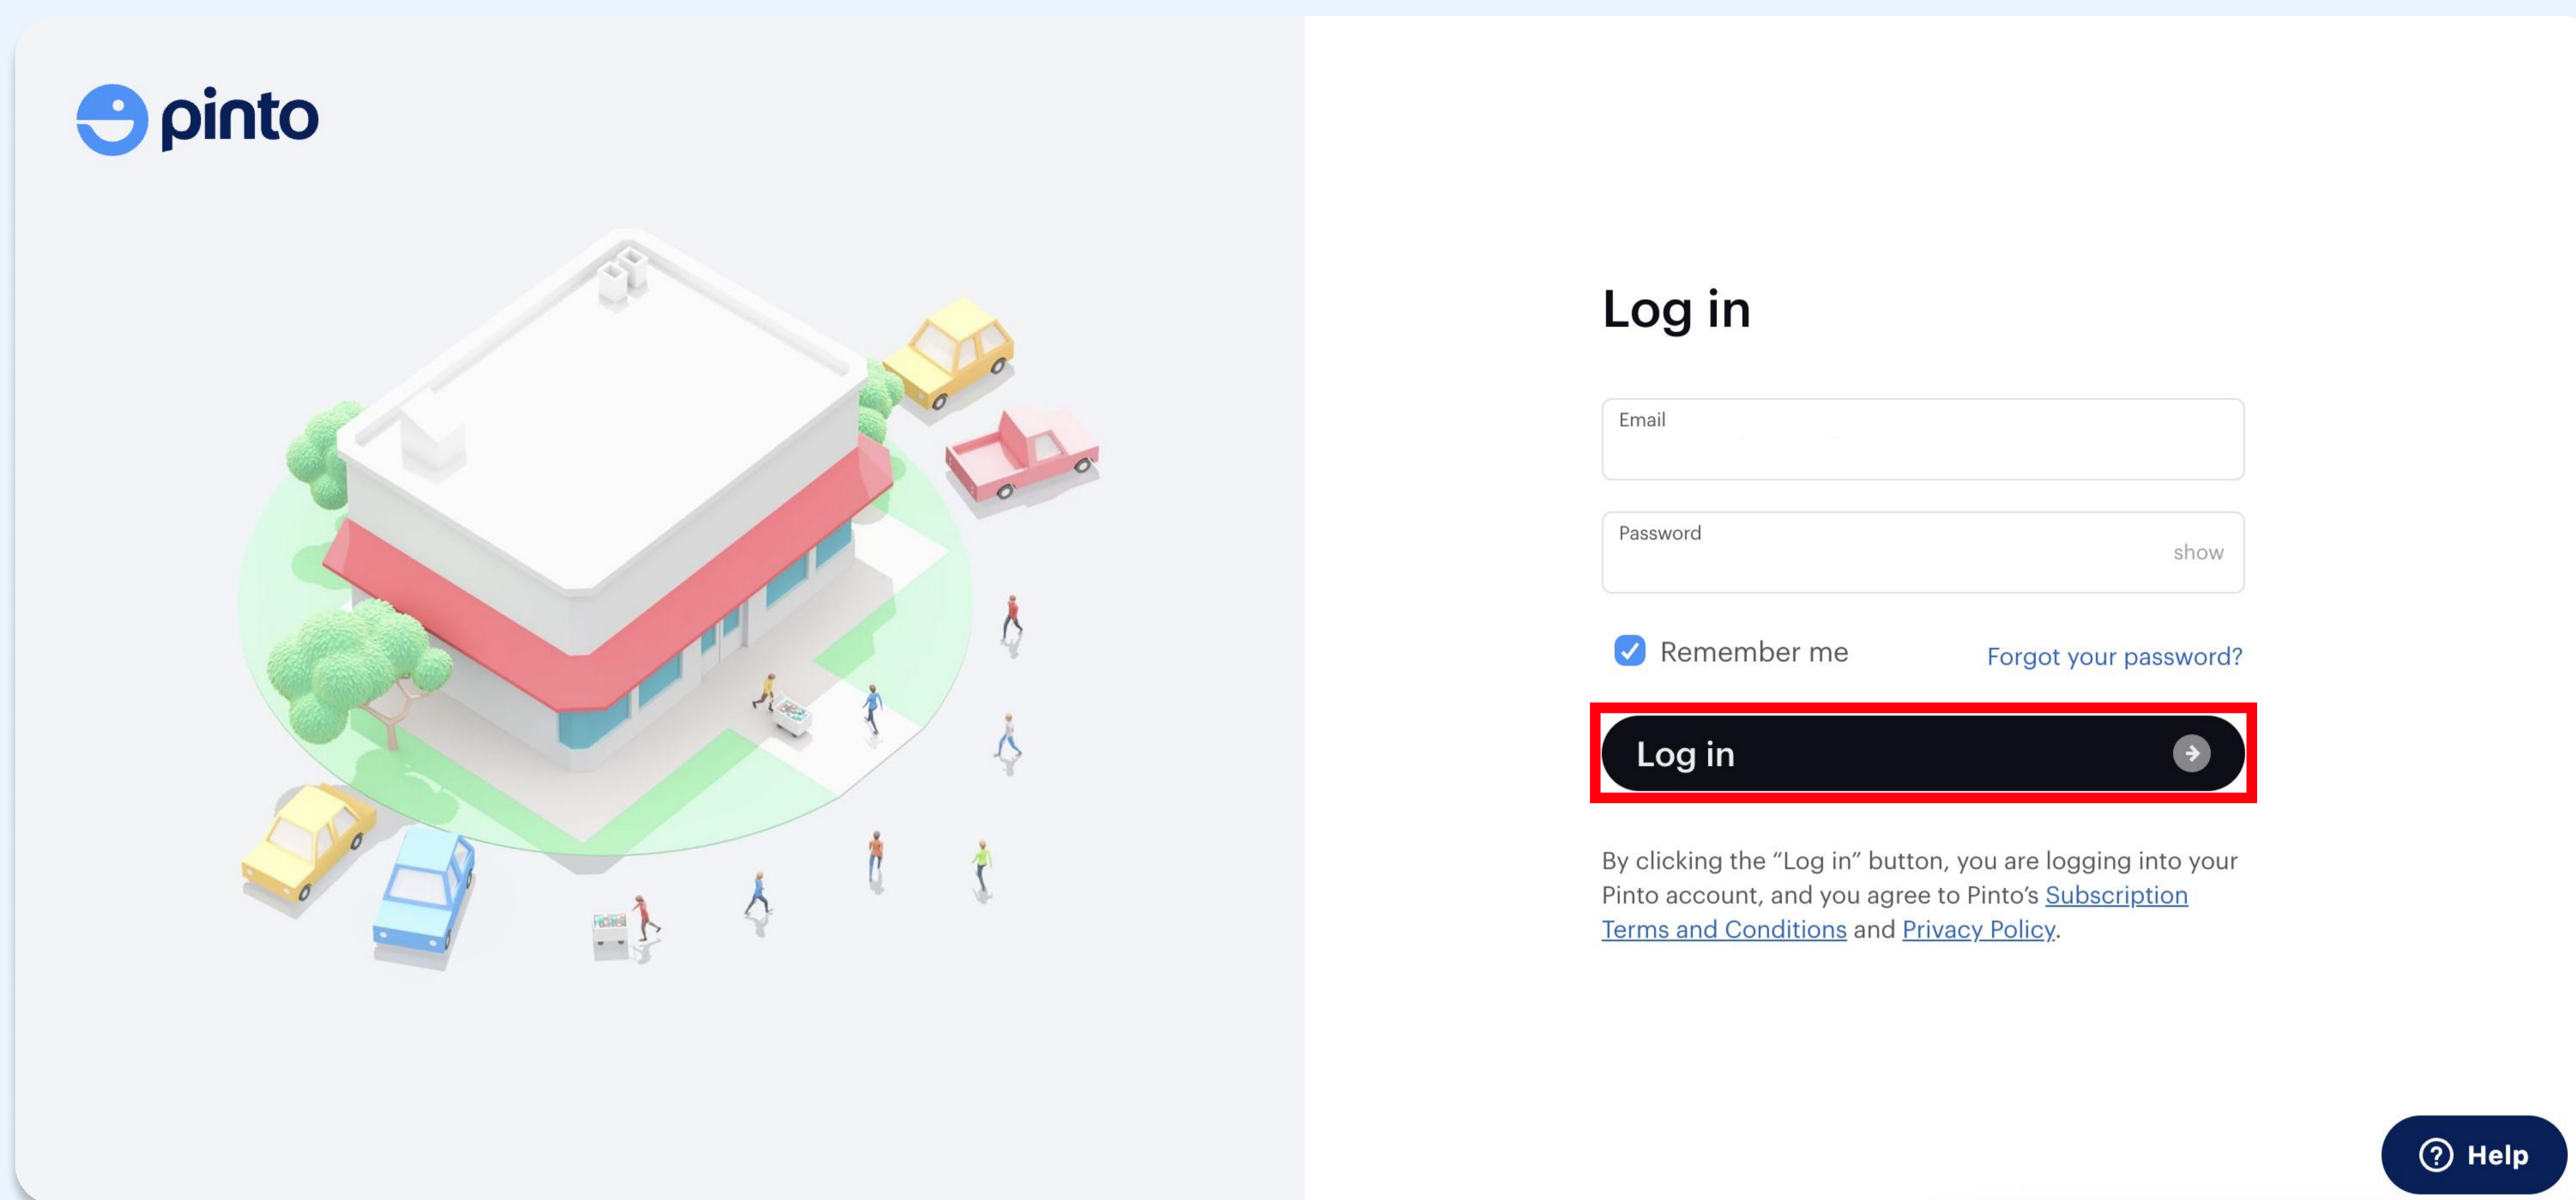 pinto
Log in
Email
Password
show
Remember me
Forgot your password?
Log in
By clicking the “Log in” button, you are logging into your
Pinto account, and you agree to Pinto’s Subscription
Terms and Conditions and Privacy Policy.
Help